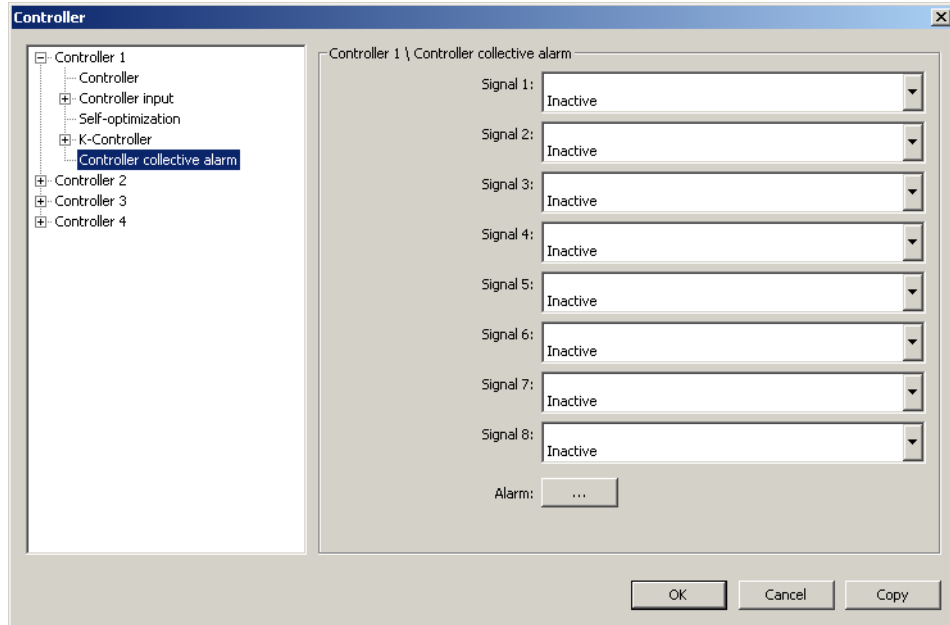 Controller
Controller 1
Controller
Controller input
Self-optimization
K-Controller
Controller collective alarm
Controller 2
Controller 3
Controller 4
Controller 1 \ Controller collective alarm
Signal 1:
Inactive
Signal 2:
Inactive
Signal 3:
Inactive
Signal 4:
Inactive
Signal 5:
Inactive
Signal 6:
Inactive
Signal 7:
Inactive
Signal 8:
Inactive
Alarm: ...
OK Cancel Copy